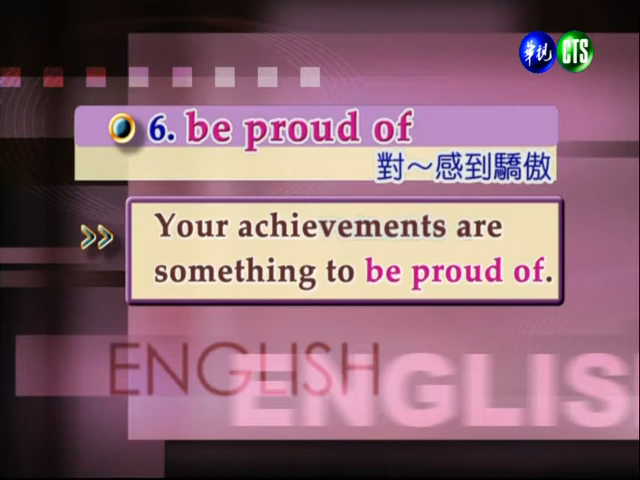 華視 CTS
6. be proud of
對～感到驕傲
Your achievements are
something to be proud of.
ENGLISH
ENGLIS